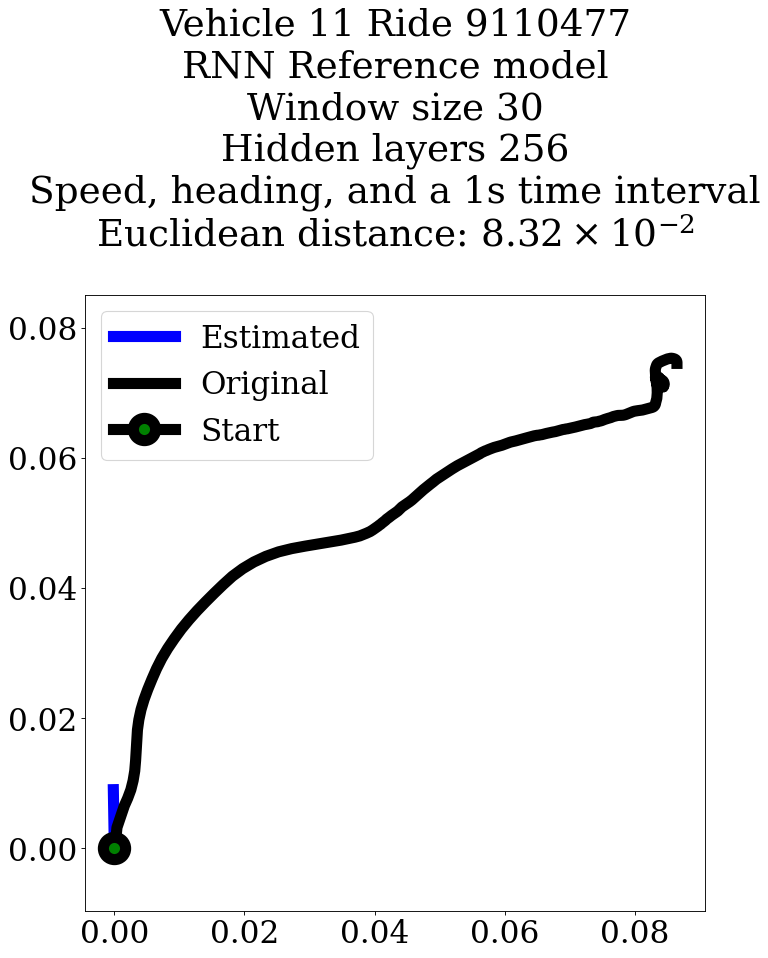 Vehicle 11 Ride 9110477
RNN Reference model
Window size 30
Hidden layers 256
Speed, heading, and a 1s time interval
Euclidean distance: 8.32 × 10⁻²
Estimated
Original
Start
0.08
0.06
0.04
0.02
0.00
0.00 0.02 0.04 0.06 0.08